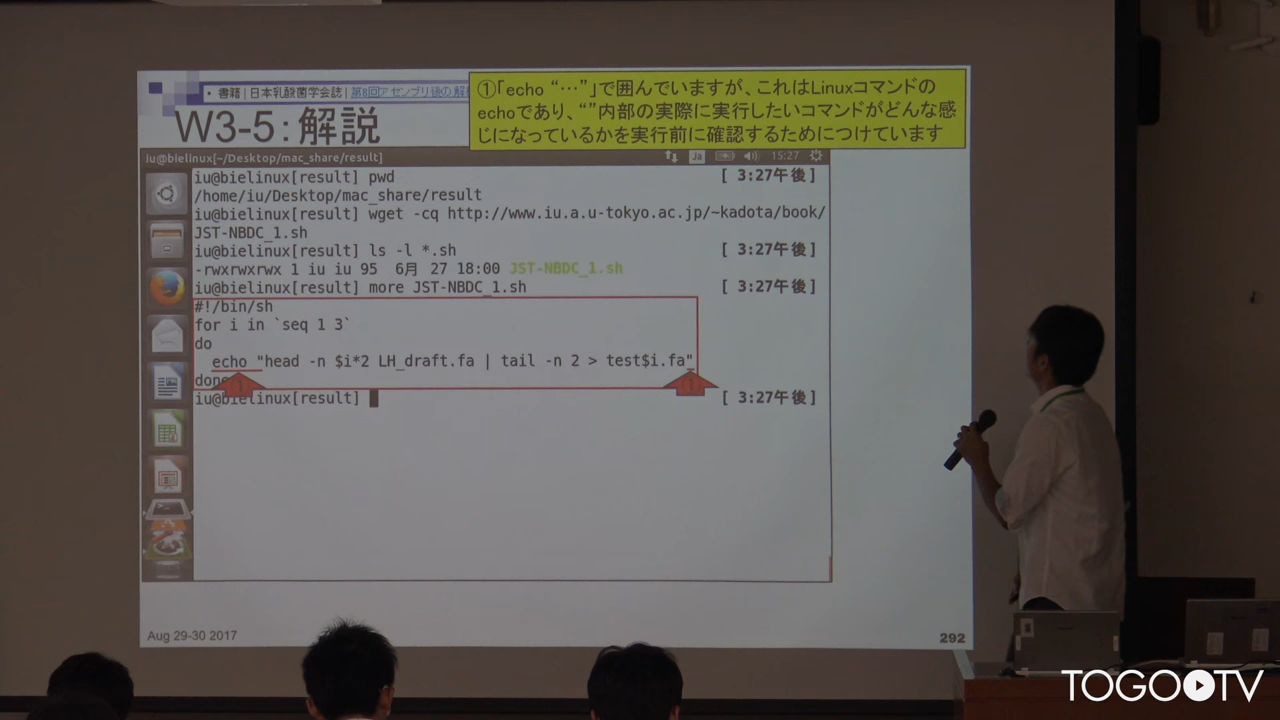 • 書籍 | 日本乳酸菌学会誌 | 第8回アセンブリ後の解
W3-5：解説
①「echo “…”」で囲んでいますが、これはLinuxコマンドの
echoであり、“”内部の実際に実行したいコマンドがどんな感
じになっているかを実行前に確認するためにつけています
iu@bielinux[~/Desktop/mac_share/result]
Ja 15:27
iu@bielinux[result] pwd [ 3:27午後]
/home/iu/Desktop/mac_share/result
iu@bielinux[result] wget -cq http://www.iu.a.u-tokyo.ac.jp/~kadota/book/
JST-NBDC_1.sh
iu@bielinux[result] ls -l *.sh [ 3:27午後]
-rwxrwxrwx 1 iu iu 95 6月 27 18:00 JST-NBDC_1.sh
iu@bielinux[result] more JST-NBDC_1.sh [ 3:27午後]
#!/bin/sh
for i in `seq 1 3`
do
echo "head -n $i*2 LH_draft.fa | tail -n 2 > test$i.fa"
done
① ①
iu@bielinux[result] [ 3:27午後]
Aug 29-30 2017
292
TOGOTV